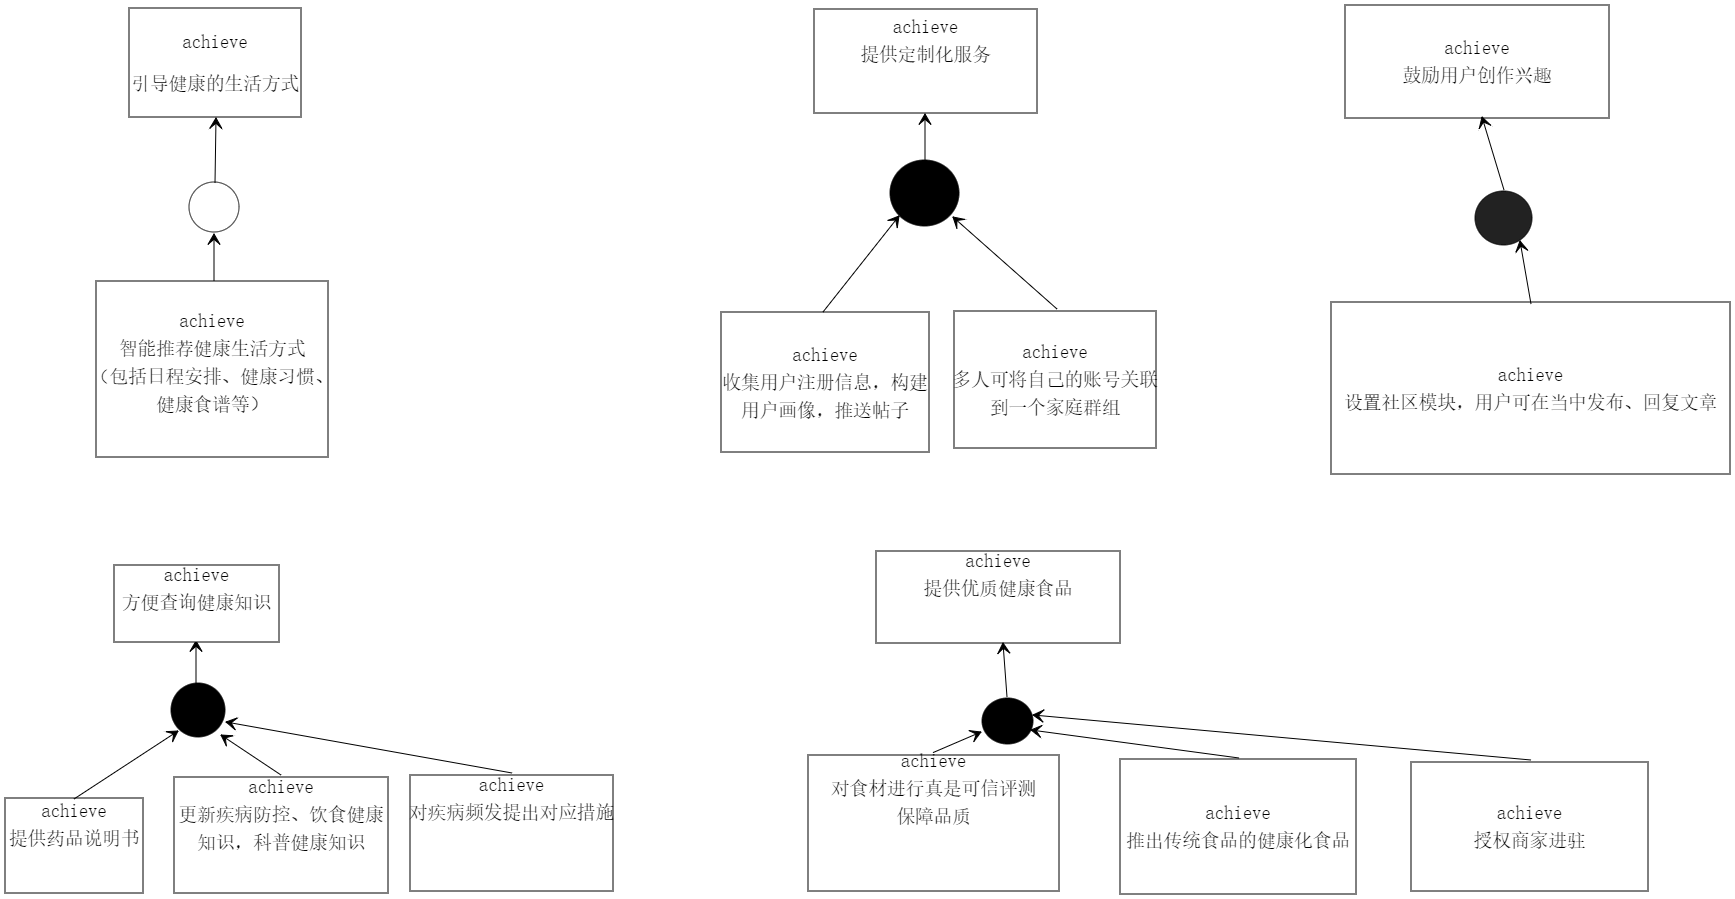 achieve
引导健康的生活方式
achieve
智能推荐健康生活方式
（包括日程安排、健康习惯、
健康食谱等）
achieve
提供定制化服务
achieve
收集用户注册信息，构建
用户画像，推送帖子
achieve
多人可将自己的账号关联
到一个家庭群组
achieve
鼓励用户创作兴趣
achieve
设置社区模块，用户可在当中发布、回复文章
achieve
方便查询健康知识
achieve
提供药品说明书
achieve
更新疾病防控、饮食健康
知识，科普健康知识
achieve
对疾病频发提出对应措施
achieve
提供优质健康食品
achieve
对食材进行真是可信评测
保障品质
achieve
推出传统食品的健康化食品
achieve
授权商家进驻